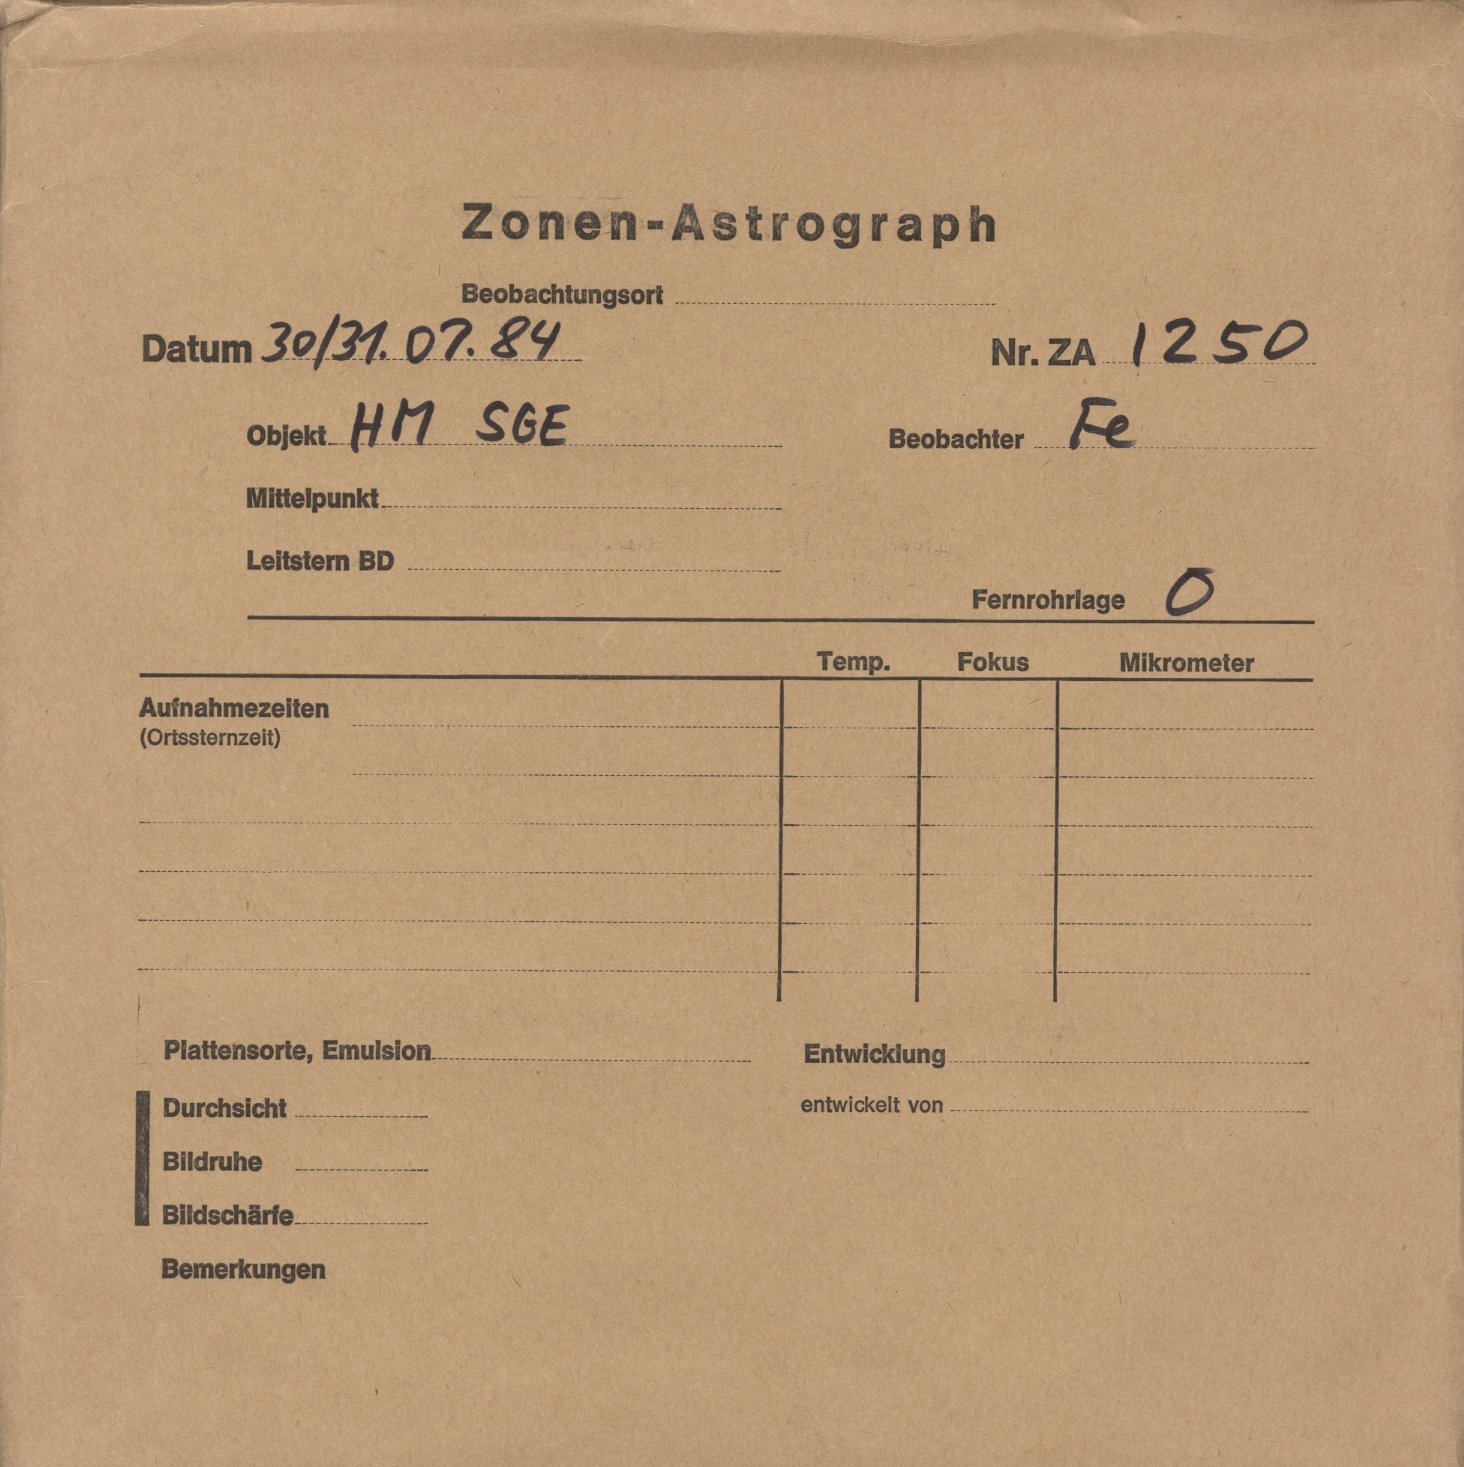 Zonen-Astrograph
Beobachtungsort
Datum 30/31.07.84 Nr. ZA 1250
Objekt HM SGE Beobachter Fe
Mittelpunkt
Leitstern BD
Fernrohrlage O
Temp. Fokus Mikrometer
Aufnahmezeiten
(Ortssternzeit)
Plattensorte, Emulsion Entwicklung
Durchsicht entwickelt von
Bildruhe
Bildschärfe
Bemerkungen